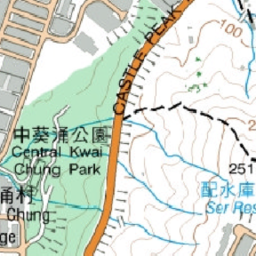 CASTLE PEAK
100
中葵涌公園
Central Kwai
Chung Park
251
配水庫
Ser Res
涌村
Chung
ge